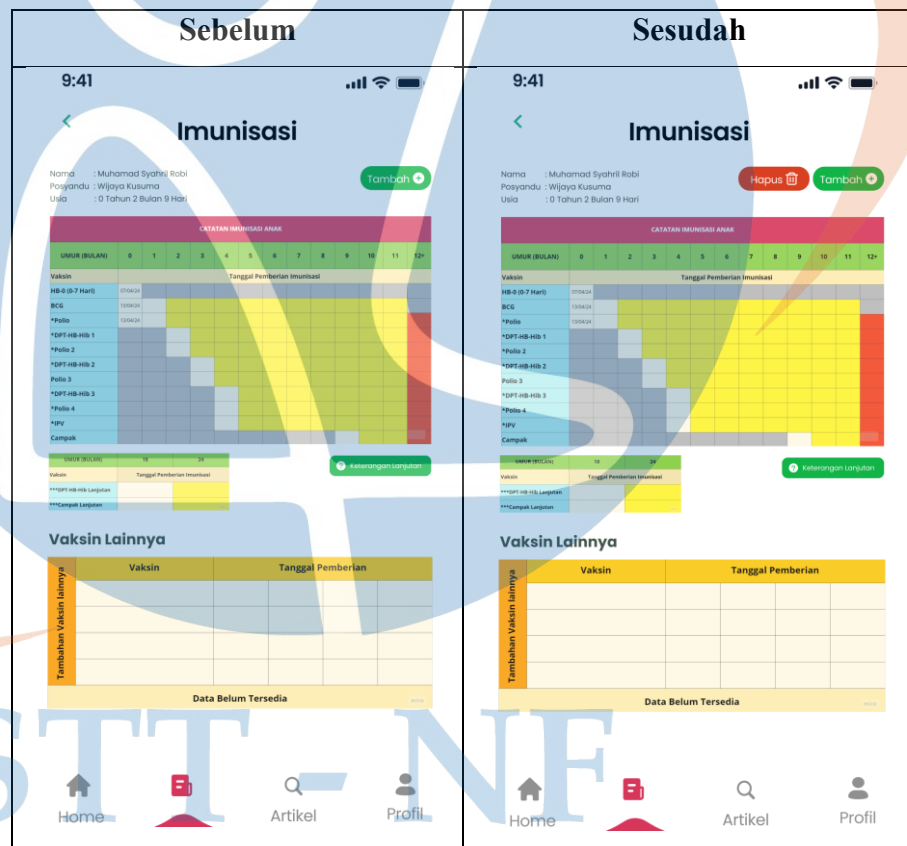 Sebelum
Sesudah
9:41
Imunisasi
Nama : Muhamad Syahril Robi
Posyandu : Wijaya Kusuma
Usia : 0 Tahun 2 Bulan 9 Hari
Tambah
CATATAN IMUNISASI ANAK
UMUR (BULAN) 0 1 2 3 4 5 6 7 8 9 10 11 12+
Vaksin Tanggal Pemberian Imunisasi
HB-0 (0-7 Hari) 07/04/24
BCG 13/04/24
*Polio 13/04/24
*DPT-HB-Hib 1
*Polio 2
*DPT-HB-Hib 2
Polio 3
*DPT-HB-Hib 3
*Polio 4
*IPV
Campak
UMUR (BULAN) 18 24
Vaksin Tanggal Pemberian Imunisasi
***DPT-HB-Hib Lanjutan
***Campak Lanjutan
Keterangan Lanjutan
Vaksin Lainnya
Tambahan Vaksin lainnya
Vaksin Tanggal Pemberian
Data Belum Tersedia
Home
Artikel
Profil
9:41
Imunisasi
Nama : Muhamad Syahril Robi
Posyandu : Wijaya Kusuma
Usia : 0 Tahun 2 Bulan 9 Hari
Hapus
Tambah
CATATAN IMUNISASI ANAK
UMUR (BULAN) 0 1 2 3 4 5 6 7 8 9 10 11 12+
Vaksin Tanggal Pemberian Imunisasi
HB-0 (0-7 Hari) 07/04/24
BCG 13/04/24
*Polio 13/04/24
*DPT-HB-Hib 1
*Polio 2
*DPT-HB-Hib 2
Polio 3
*DPT-HB-Hib 3
*Polio 4
*IPV
Campak
UMUR (BULAN) 18 24
Vaksin Tanggal Pemberian Imunisasi
***DPT-HB-Hib Lanjutan
***Campak Lanjutan
Keterangan Lanjutan
Vaksin Lainnya
Tambahan Vaksin lainnya
Vaksin Tanggal Pemberian
Data Belum Tersedia
Home
Artikel
Profil
STT - NF